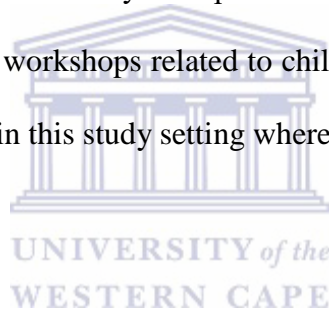 workshops related to chil
in this study setting where
UNIVERSITY of the
WESTERN CAPE